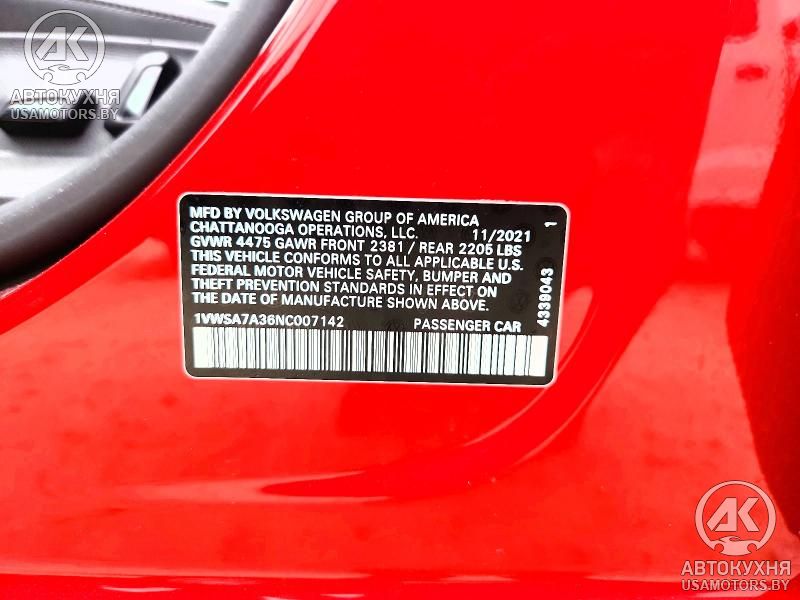 AK
АВТОКУХНЯ
USAMOTORS.BY
MFD BY VOLKSWAGEN GROUP OF AMERICA
CHATTANOOGA OPERATIONS, LLC. 11/2021
GVWR 4475 GAWR FRONT 2381 / REAR 2205 LBS
THIS VEHICLE CONFORMS TO ALL APPLICABLE U.S.
FEDERAL MOTOR VEHICLE SAFETY, BUMPER AND
THEFT PREVENTION STANDARDS IN EFFECT ON
THE DATE OF MANUFACTURE SHOWN ABOVE.
1VWSA7A36NC007142 PASSENGER CAR
4339043 1
AK
АВТОКУХНЯ
USAMOTORS.BY